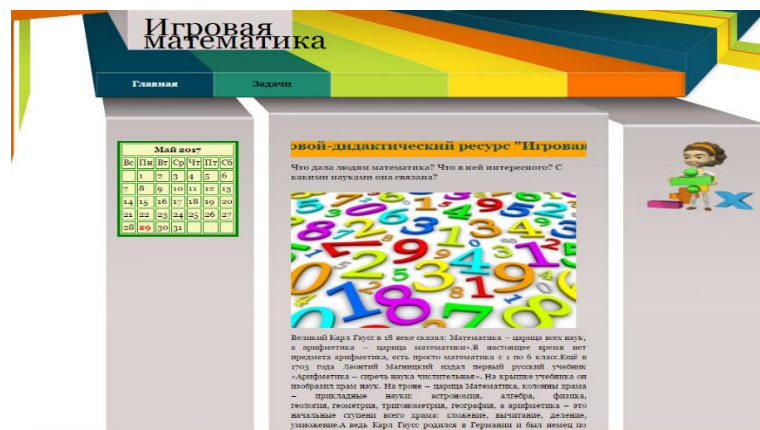 Игровая
математика
Главная
Задачи
Май 2017
Вс Пн Вт Ср Чт Пт Сб
1 2 3 4 5 6
7 8 9 10 11 12 13
14 15 16 17 18 19 20
21 22 23 24 25 26 27
28 29 30 31
овой-дидактический ресурс "Игровая
Что дала людям математика? Что в ней интересного? С
какими науками она связана?
Великий Карл Гаусс в 18 веке сказал: Математика – царица всех наук,
а арифметика – царица математики».В настоящее время нет
предмета арифметика, есть просто математика с 1 по 6 класс.Ещё в
1703 года Леонтий Магницкий издал первый русский учебник
«Арифметика – сиречь наука числительная». На крышке учебника он
изобразил храм наук. На троне – царица Математика, колонны храма
– прикладные науки: астрономия, алгебра, физика,
геология, геометрия, тригонометрия, география, а арифметика – это
начальные ступени всего храма: сложение, вычитание, деление,
умножение.А ведь Карл Гаусс родился в Германии и был немец по